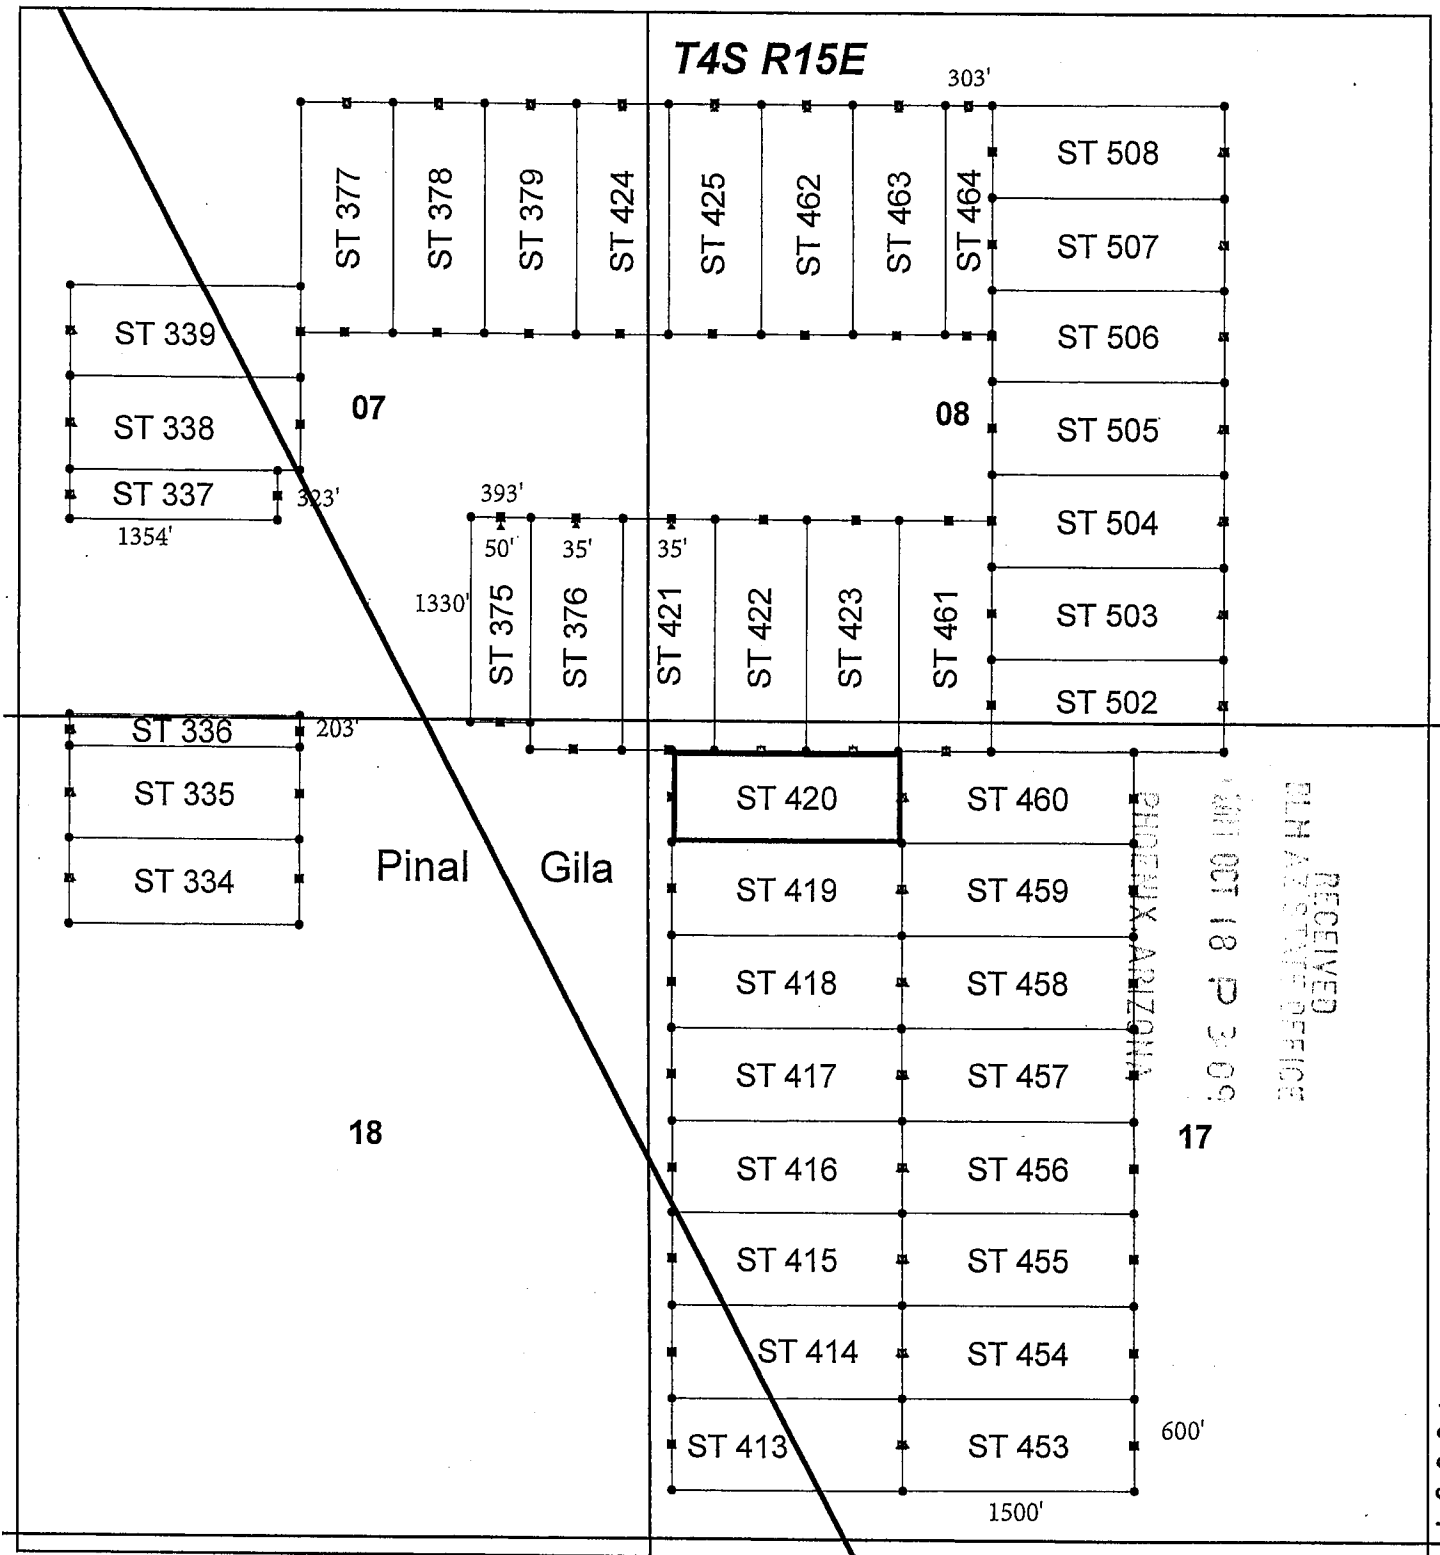 T4S R15E
303'
ST 377
ST 378
ST 379
ST 424
ST 425
ST 462
ST 463
ST 464
ST 508
ST 507
ST 506
ST 505
ST 504
ST 503
ST 502
ST 339
ST 338
ST 337
323'
1354'
07
08
393'
50'
35'
35'
1330'
ST 375
ST 376
ST 421
ST 422
ST 423
ST 461
ST 336
203'
ST 335
ST 334
Pinal
Gila
ST 420
ST 460
ST 419
ST 459
ST 418
ST 458
ST 417
ST 457
ST 416
ST 456
ST 415
ST 455
ST 414
ST 454
ST 413
ST 453
18
17
600'
1500'
RECEIVED
BLM AZ STATE OFFICE
OCT 18 P 3:09
PHOENIX, ARIZONA